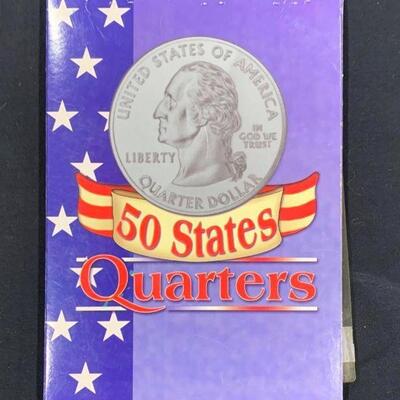 UNITED STATES OF AMERICA
LIBERTY
IN
GOD WE
TRUST
QUARTER DOLLAR
50 States
Quarters